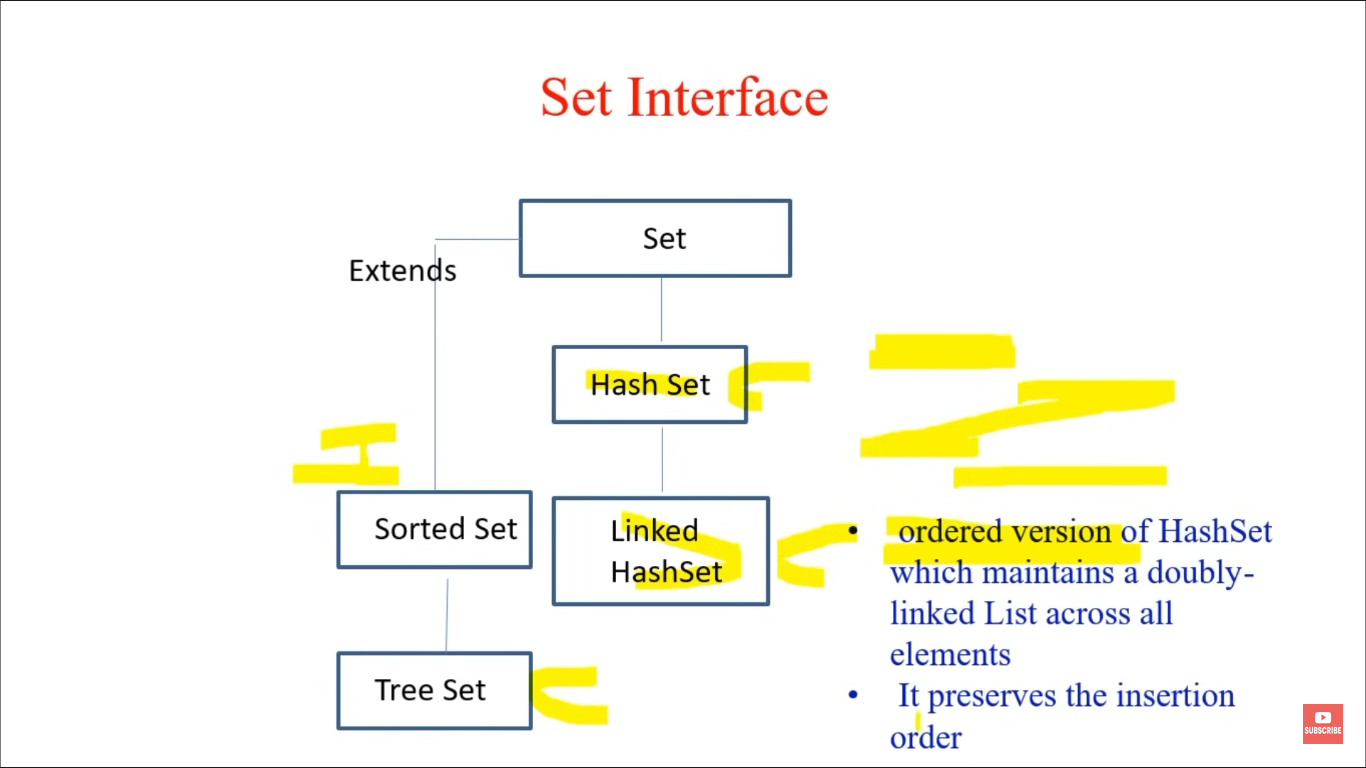 Set Interface
Set
Extends
Hash Set
Sorted Set
Linked
HashSet
Tree Set
• ordered version of HashSet
which maintains a doubly-
linked List across all
elements
• It preserves the insertion
order
SUBSCRIBE